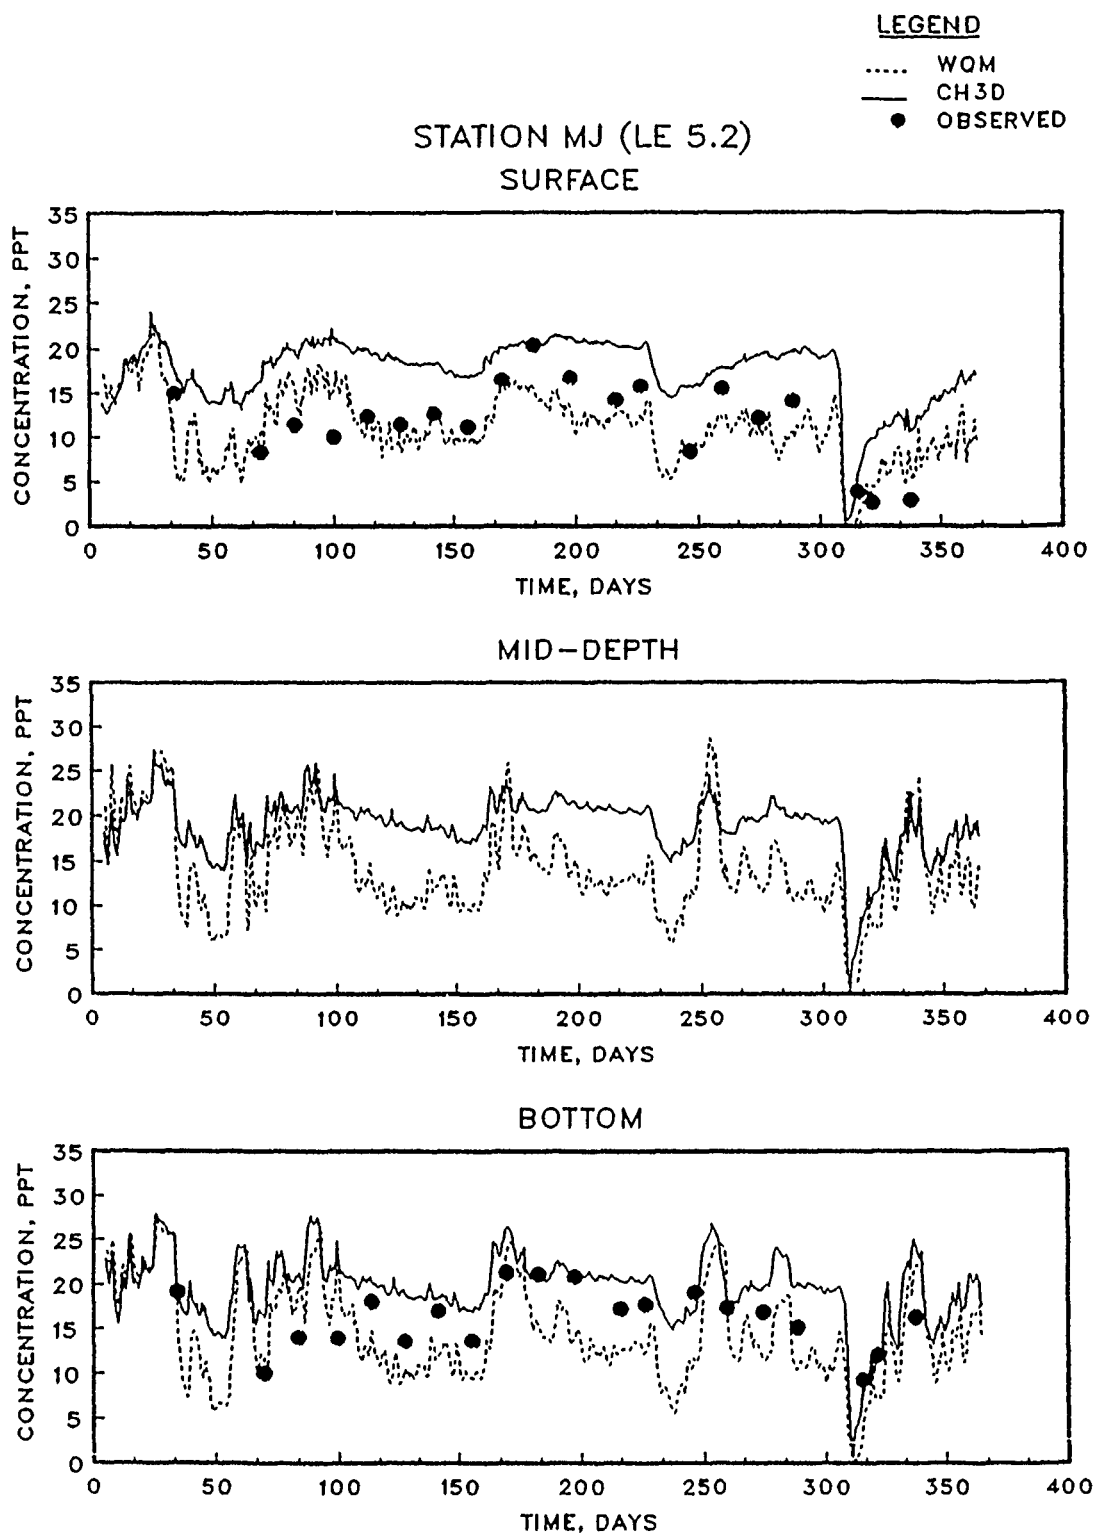 LEGEND
WQM
CH3D
OBSERVED
STATION MJ (LE 5.2)
SURFACE
CONCENTRATION, PPT
35
30
25
20
15
10
5
0
0 50 100 150 200 250 300 350 400
TIME, DAYS
MID-DEPTH
CONCENTRATION, PPT
35
30
25
20
15
10
5
0
0 50 100 150 200 250 300 350 400
TIME, DAYS
BOTTOM
CONCENTRATION, PPT
35
30
25
20
15
10
5
0
0 50 100 150 200 250 300 350 400
TIME, DAYS